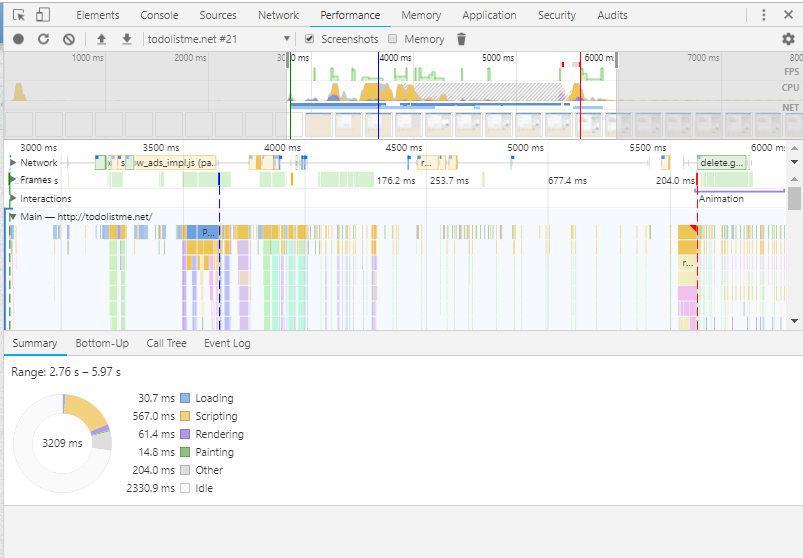 Elements Console Sources Network Performance Memory Application Security Audits
todolistme.net #21 Screenshots Memory
1000 ms 2000 ms 4000 ms 5000 ms 6000 ms 7000 ms
FPS
CPU
NET
3000 ms 3500 ms 4000 ms 4500 ms 5000 ms 5500 ms 6000 ms
Network s ow_ads_impl.js (pa... r... delete.g...
Frames s 176.2 ms 253.7 ms 677.4 ms 204.0 ms
Interactions Animation
Main — http://todolistme.net/
P...
r...
Summary Bottom-Up Call Tree Event Log
Range: 2.76 s – 5.97 s
3209 ms
30.7 ms Loading
567.0 ms Scripting
61.4 ms Rendering
14.8 ms Painting
204.0 ms Other
2330.9 ms Idle